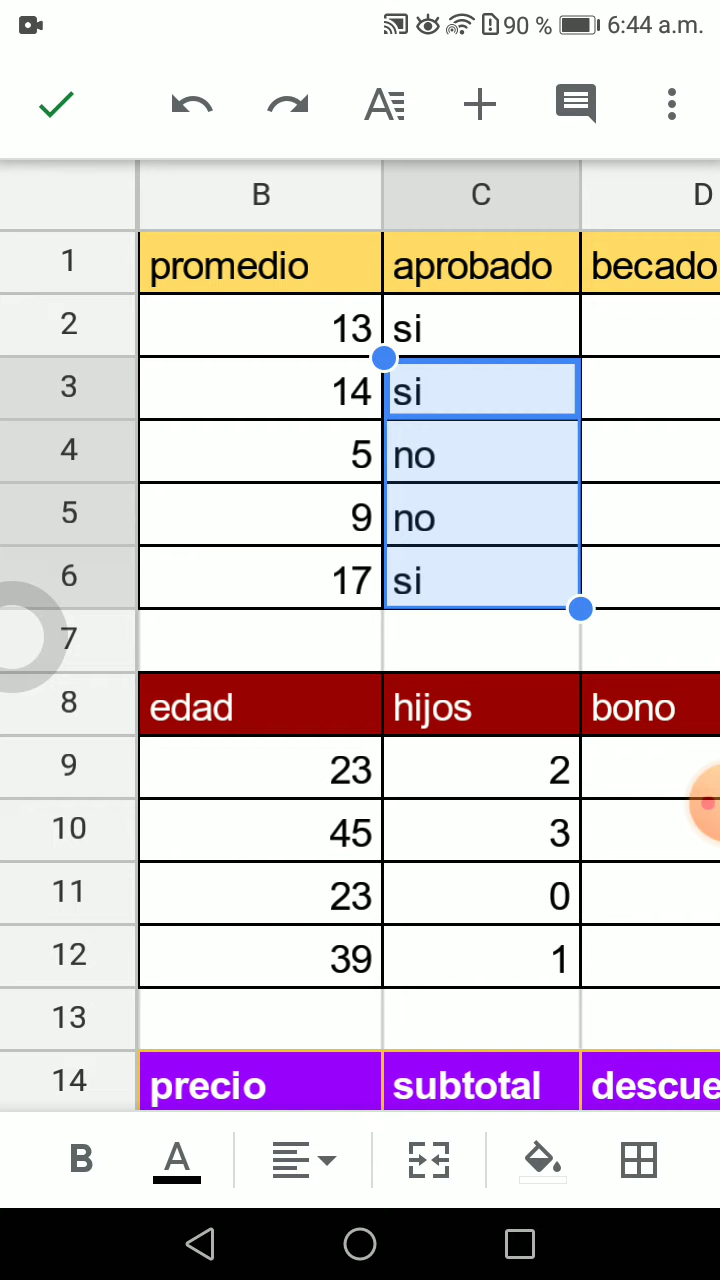 90 % 6:44 a.m.
B C D
1 promedio aprobado becado
2 13 si
3 14 si
4 5 no
5 9 no
6 17 si
7
8 edad hijos bono
9 23 2
10 45 3
11 23 0
12 39 1
13
14 precio subtotal descue
B A